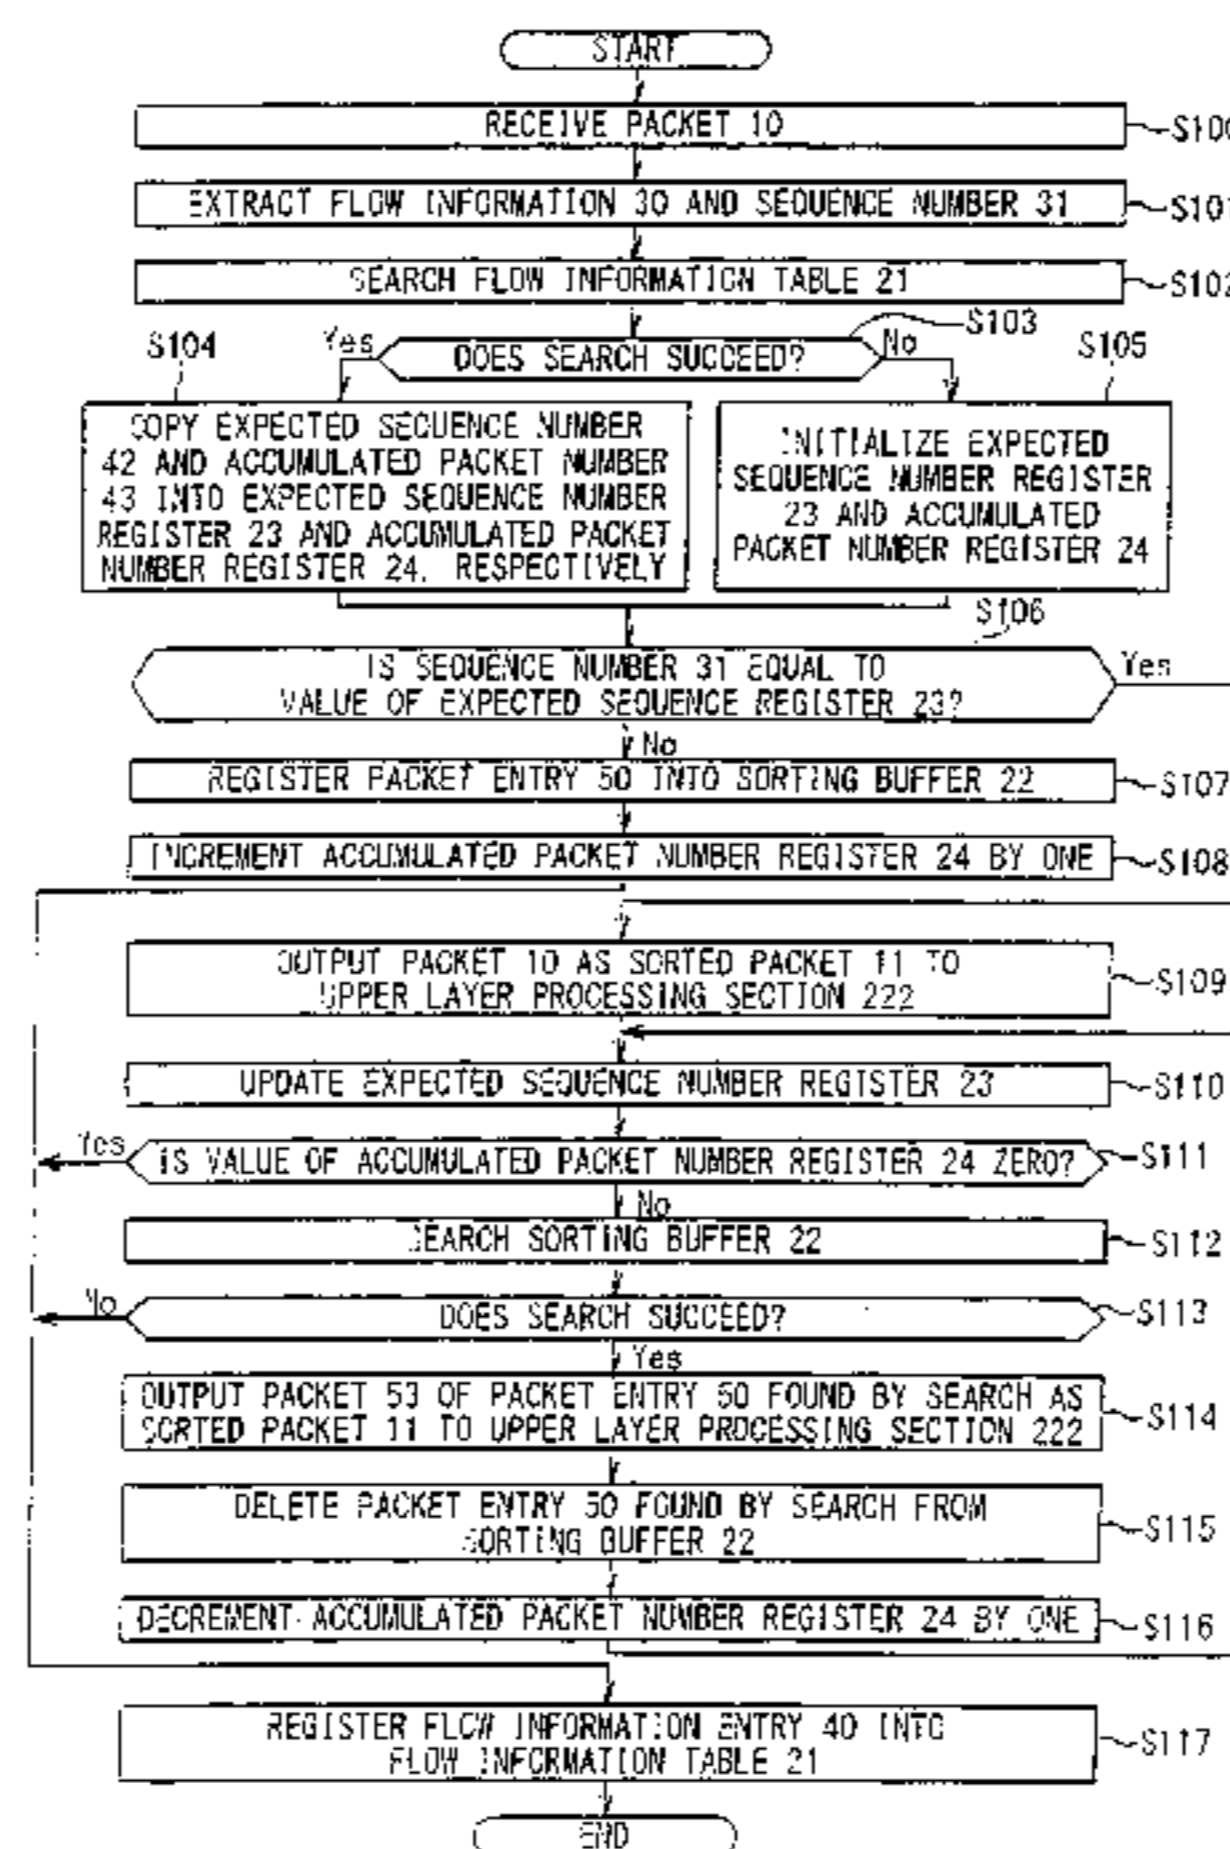 START
RECEIVE PACKET 10
S100
EXTRACT FLOW INFORMATION 30 AND SEQUENCE NUMBER 31
S101
SEARCH FLOW INFORMATION TABLE 21
S102
S103
DOES SEARCH SUCCEED?
Yes
No
S104
S105
COPY EXPECTED SEQUENCE NUMBER
42 AND ACCUMULATED PACKET NUMBER
43 INTO EXPECTED SEQUENCE NUMBER
REGISTER 23 AND ACCUMULATED PACKET
NUMBER REGISTER 24, RESPECTIVELY
INITIALIZE EXPECTED
SEQUENCE NUMBER REGISTER
23 AND ACCUMULATED
PACKET NUMBER REGISTER 24
S106
IS SEQUENCE NUMBER 31 EQUAL TO
VALUE OF EXPECTED SEQUENCE REGISTER 23?
Yes
No
REGISTER PACKET ENTRY 50 INTO SORTING BUFFER 22
S107
INCREMENT ACCUMULATED PACKET NUMBER REGISTER 24 BY ONE
S108
OUTPUT PACKET 10 AS SORTED PACKET 11 TO
UPPER LAYER PROCESSING SECTION 222
S109
UPDATE EXPECTED SEQUENCE NUMBER REGISTER 23
S110
Yes
IS VALUE OF ACCUMULATED PACKET NUMBER REGISTER 24 ZERO?
S111
No
SEARCH SORTING BUFFER 22
S112
No
DOES SEARCH SUCCEED?
S113
Yes
OUTPUT PACKET 53 OF PACKET ENTRY 50 FOUND BY SEARCH AS
SORTED PACKET 11 TO UPPER LAYER PROCESSING SECTION 222
S114
DELETE PACKET ENTRY 50 FOUND BY SEARCH FROM
SORTING BUFFER 22
S115
DECREMENT ACCUMULATED PACKET NUMBER REGISTER 24 BY ONE
S116
REGISTER FLOW INFORMATION ENTRY 40 INTO
FLOW INFORMATION TABLE 21
S117
END